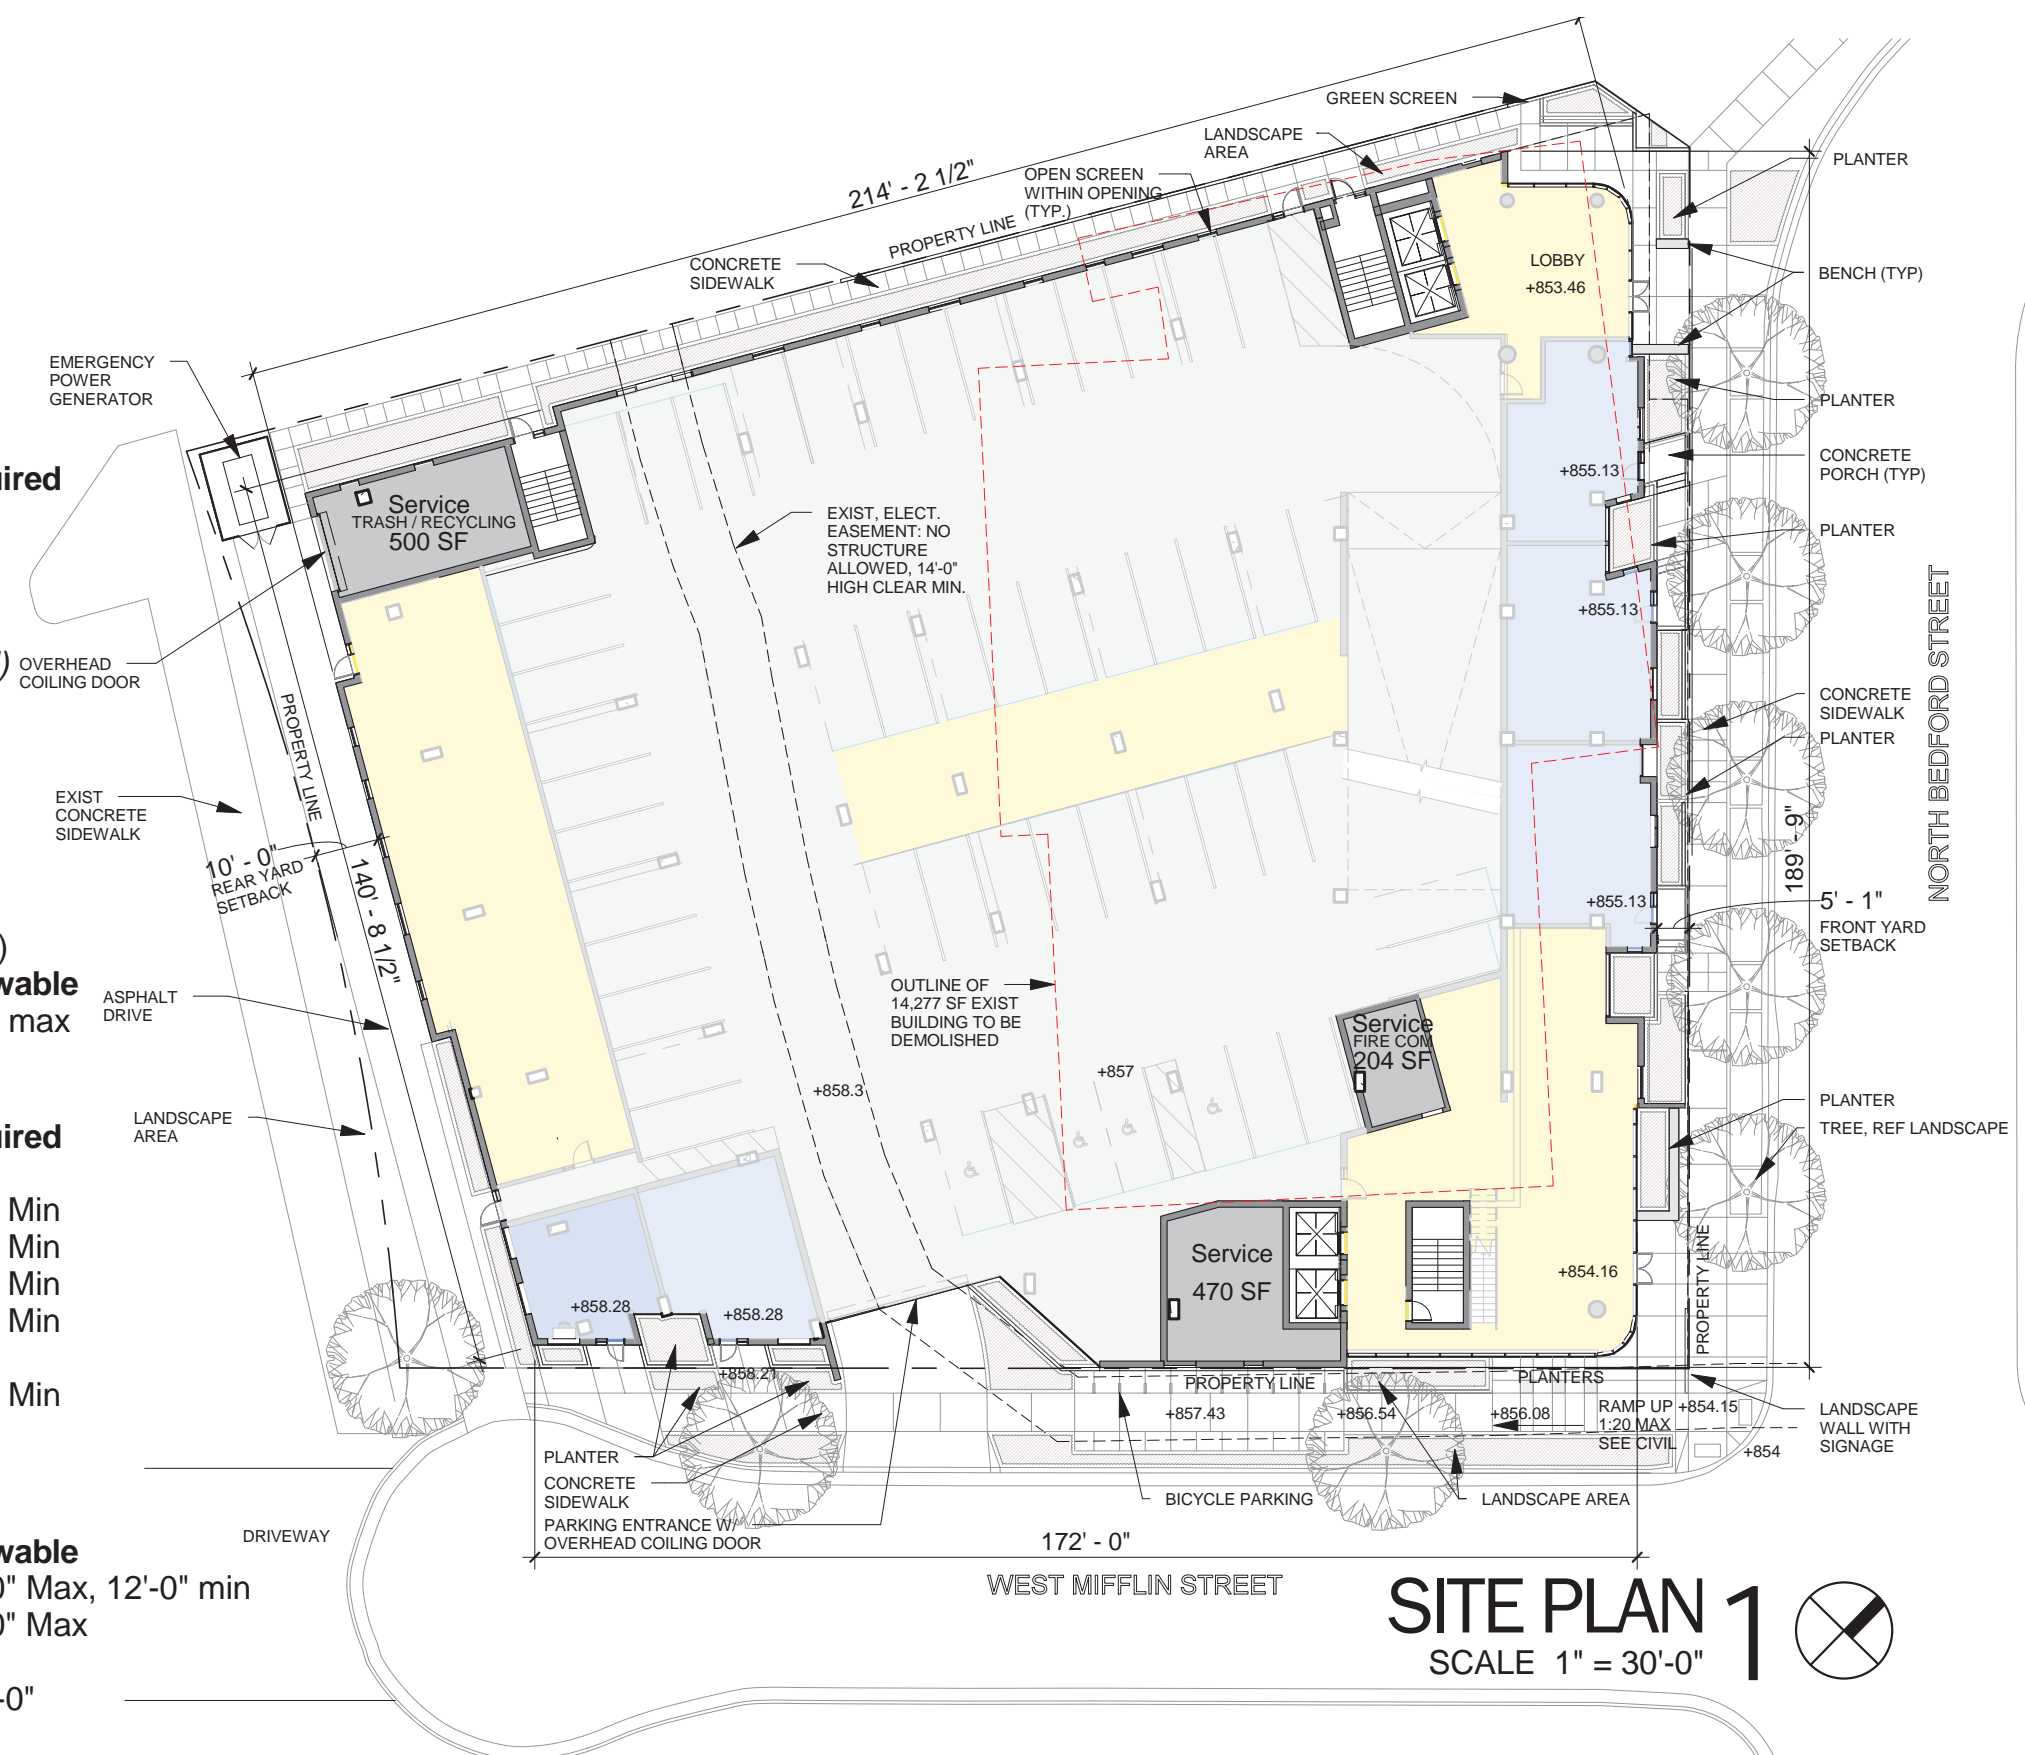 GREEN SCREEN
LANDSCAPE
AREA
OPEN SCREEN
WITHIN OPENING
(TYP.)
214' - 2 1/2"
PROPERTY LINE
CONCRETE
SIDEWALK
PLANTER
LOBBY
+853.46
BENCH (TYP)
EMERGENCY
POWER
GENERATOR
PLANTER
uired
Service
TRASH / RECYCLING
500 SF
+855.13
CONCRETE
PORCH (TYP)
EXIST, ELECT.
EASEMENT: NO
STRUCTURE
ALLOWED, 14'-0"
HIGH CLEAR MIN.
PLANTER
NORTH BEDFORD STREET
+855.13
)
OVERHEAD
COILING DOOR
PROPERTY LINE
CONCRETE
SIDEWALK
PLANTER
EXIST
CONCRETE
SIDEWALK
189' - 9"
10' - 0"
REAR YARD
SETBACK
140' - 8 1/2"
+855.13
5' - 1"
FRONT YARD
SETBACK
)
wable
max
ASPHALT
DRIVE
OUTLINE OF
14,277 SF EXIST
BUILDING TO BE
DEMOLISHED
Service
FIRE COM
204 SF
+857
+858.3
LANDSCAPE
AREA
uired
PLANTER
TREE, REF LANDSCAPE
Min
Min
Min
Min
Min
Service
470 SF
+854.16
PROPERTY LINE
+858.28
+858.28
+858.21
PROPERTY LINE
PLANTERS
+857.43
+856.54
+856.08
RAMP UP
1:20 MAX
SEE CIVIL
+854.15
+854
LANDSCAPE
WALL WITH
SIGNAGE
PLANTER
CONCRETE
SIDEWALK
PARKING ENTRANCE W/
OVERHEAD COILING DOOR
BICYCLE PARKING
LANDSCAPE AREA
DRIVEWAY
172' - 0"
WEST MIFFLIN STREET
wable
0" Max, 12'-0" min
0" Max
-0"
SITE PLAN 1
SCALE 1" = 30'-0"